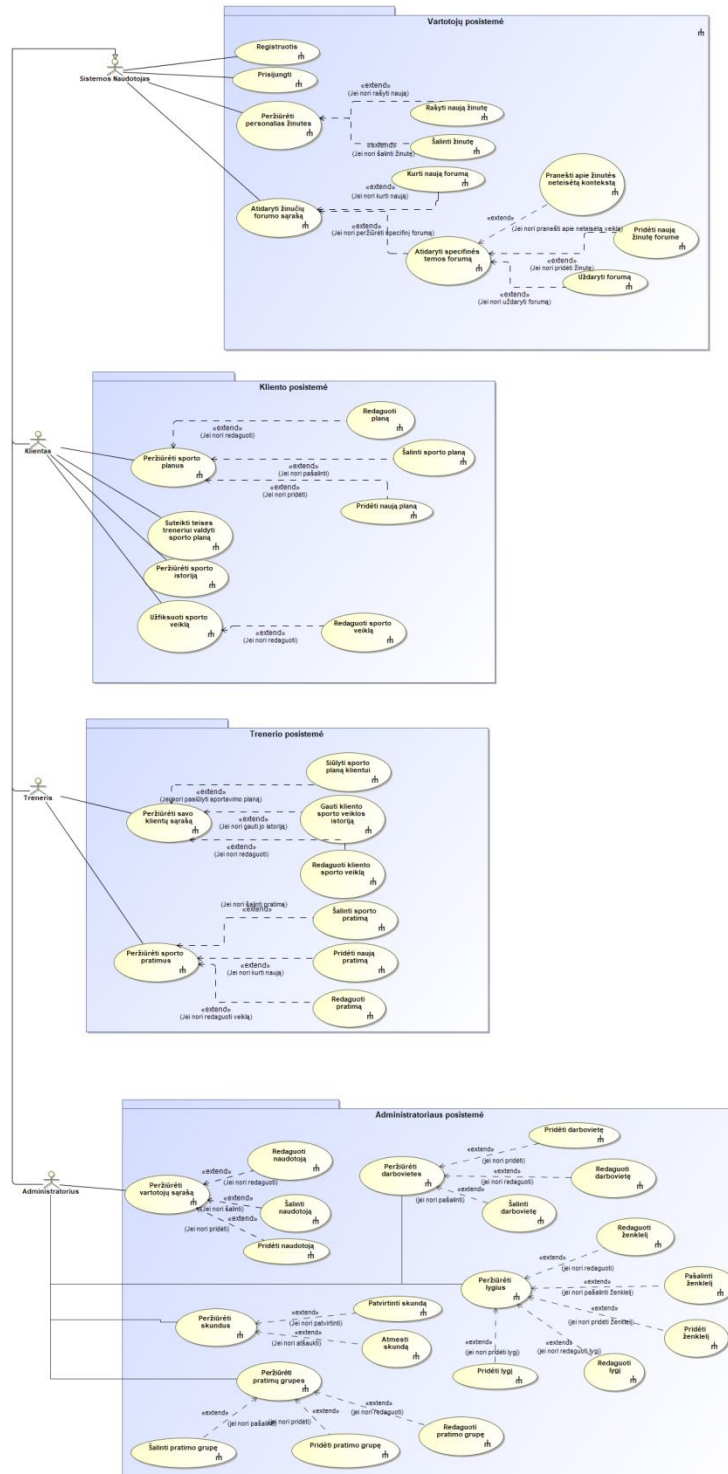 Vartotojų posistemė
Sistemos Naudotojas
Registruotis
Prisijungti
Peržiūrėti
personalias žinutes
«extend»
(Jei nori rašyti naują)
Rašyti naują žinutę
«extend»
(Jei nori šalinti žinutę)
Šalinti žinutę
Kurti naują forumą
«extend»
(Jei nori kurti naują)
Atidaryti žinučių
forumo sąrašą
«extend»
(Jei nori peržiūrėti specifinį forumą)
Atidaryti specifinės
temos forumą
Pranešti apie žinutės
neteisėtą kontekstą
«extend»
(Jei nori pranešti apie neteisėtą veiklą)
Pridėti naują
žinutę forume
«extend»
(Jei nori pridėti žinutę)
Uždaryti forumą
«extend»
(Jei nori uždaryti forumą)
Kliento posistemė
Klientas
Peržiūrėti sporto
planus
Redaguoti
planą
«extend»
(Jei nori redaguoti)
Šalinti sporto planą
«extend»
(Jei nori pašalinti)
«extend»
(Jei nori pridėti)
Pridėti naują planą
Suteikti teises
treneriui valdyti
sporto planą
Peržiūrėti sporto
istoriją
Užfiksuoti sporto
veiklą
«extend»
(Jei nori redaguoti)
Redaguoti sporto
veiklą
Trenerio posistemė
Treneris
Siūlyti sporto
planą klientui
«extend»
(Jei nori pasiūlyti sportavimo planą)
Peržiūrėti savo
klientų sąrašą
«extend»
(Jei nori gauti jo istoriją)
Gauti kliento
sporto veiklos
istoriją
«extend»
(Jei nori redaguoti)
Redaguoti kliento
sporto veiklą
(Jei nori šalinti pratimą)
«extend»
Šalinti sporto
pratimą
Peržiūrėti sporto
pratimus
«extend»
(Jei nori kurti naują)
Pridėti naują
pratimą
«extend»
(Jei nori redaguoti veiklą)
Redaguoti
pratimą
Administratoriaus posistemė
Administratorius
Peržiūrėti
vartotojų sąrašą
Redaguoti
naudotoją
«extend»
(Jei nori redaguoti)
Šalinti
naudotoją
«extend»
(Jei nori šalinti)
«extend»
(Jei nori pridėti)
Pridėti naudotoją
Peržiūrėti
darbovietes
Pridėti darbovietę
«extend»
(jei nori pridėti)
Redaguoti
darbovietę
«extend»
(jei nori redaguoti)
«extend»
(jei nori pašalinti)
Šalinti
darbovietę
Peržiūrėti
lygius
Redaguoti
ženklelį
«extend»
(jei nori redaguoti)
Pašalinti
ženklelį
«extend»
(jei nori pašalinti ženklelį)
Pridėti
ženklelį
«extend»
(jei nori pridėti ženklelį)
«extend»
(jei nori pridėti lygį)
Pridėti lygį
«extend»
(jei nori redaguoti lygį)
Redaguoti
lygį
Peržiūrėti
skundus
Patvirtinti skundą
«extend»
(Jei nori patvirtinti)
«extend»
(Jei nori atšaukti)
Atmesti
skundą
Peržiūrėti
pratimų grupes
«extend»
(jei nori pašalinti)
Šalinti pratimo grupę
«extend»
(jei nori pridėti)
Pridėti pratimo grupę
«extend»
(jei nori redaguoti)
Redaguoti
pratimo grupę